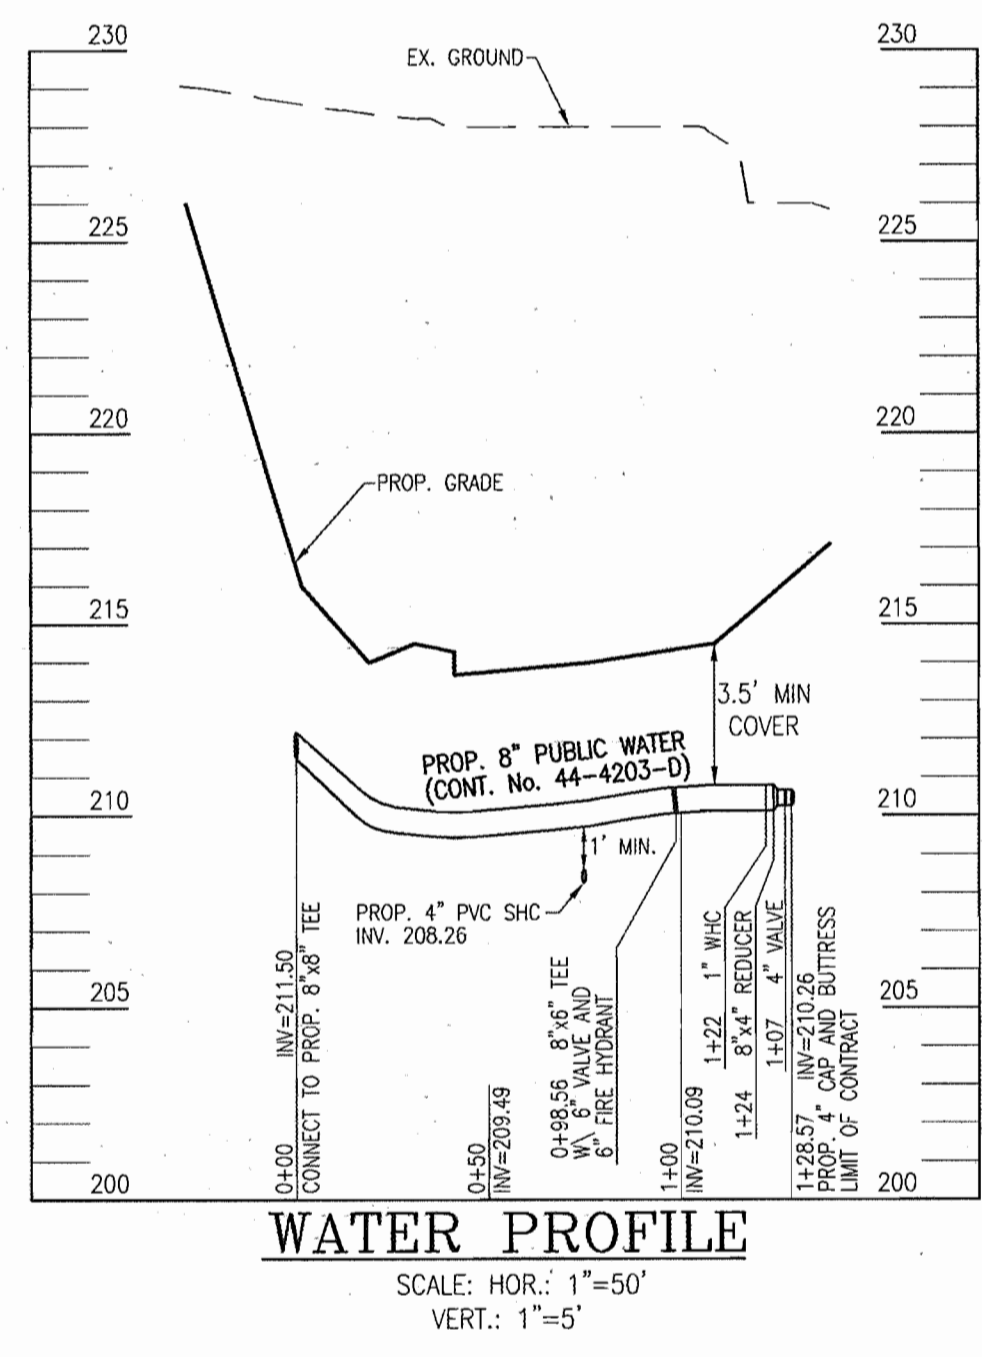 230
230
EX. GROUND
225
225
220
220
PROP. GRADE
215
215
3.5' MIN
COVER
PROP. 8" PUBLIC WATER
(CONT. No. 44-4203-D)
210
210
1' MIN.
PROP. 4" PVC SHC
INV. 208.26
205
205
0+00 INV=211.50
CONNECT TO PROP. 8"x8" TEE
0+50
INV=209.49
0+98.56 8"x6" TEE
W\ 6" VALVE AND
6" FIRE HYDRANT
1+00
INV=210.09
1+22 1" WHC
1+24 8"x4" REDUCER
1+07 4" VALVE
1+28.57 INV=210.26
PROP. 4" CAP AND BUTTRESS
LIMIT OF CONTRACT
200
200
WATER PROFILE
SCALE: HOR.: 1"=50'
VERT.: 1"=5'